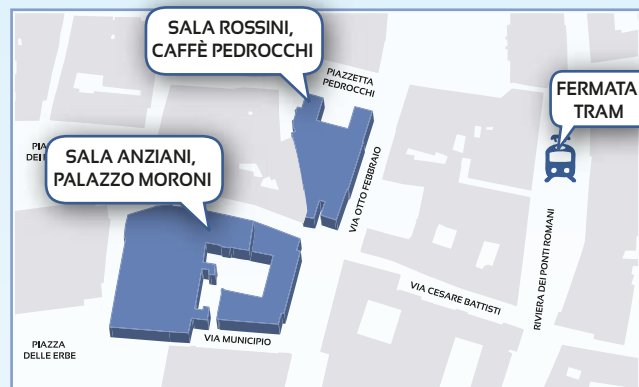 SALA ROSSINI,
CAFFÈ PEDROCCHI
PIAZZETTA
PEDROCCHI
FERMATA
TRAM
SALA ANZIANI,
PALAZZO MORONI
VIA OTTO FEBBRAIO
RIVIERA DEI PONTI ROMANI
VIA CESARE BATTISTI
VIA MUNICIPIO
PIAZZA
DELLE ERBE